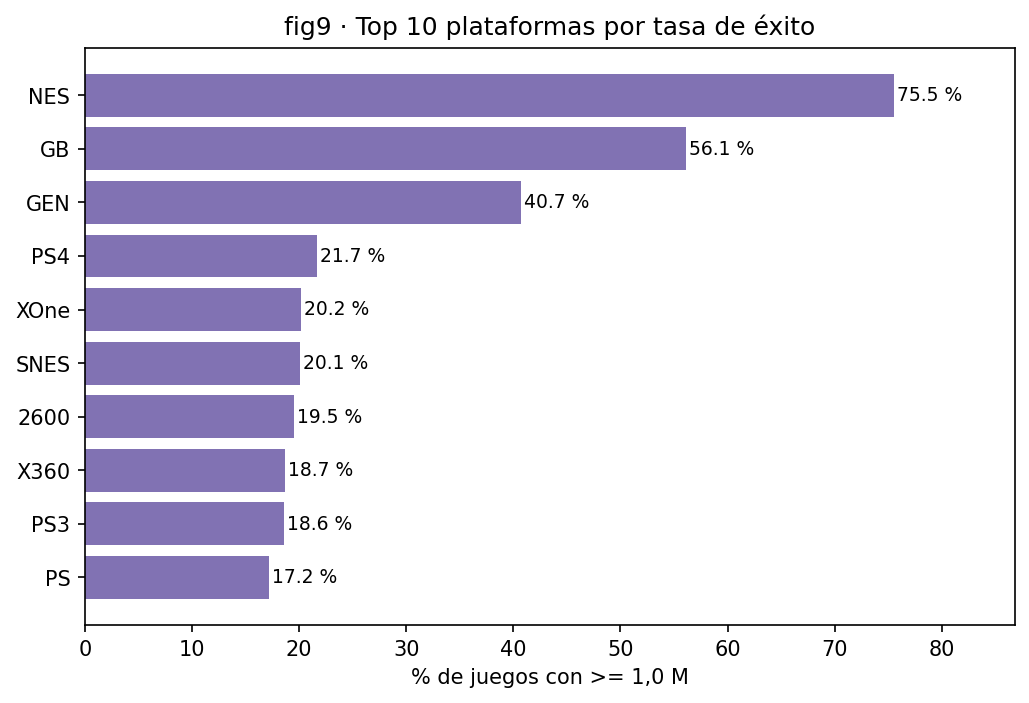 fig9 · Top 10 plataformas por tasa de éxito
NES 75.5 %
GB 56.1 %
GEN 40.7 %
PS4 21.7 %
XOne 20.2 %
SNES 20.1 %
2600 19.5 %
X360 18.7 %
PS3 18.6 %
PS 17.2 %
0 10 20 30 40 50 60 70 80
% de juegos con >= 1,0 M